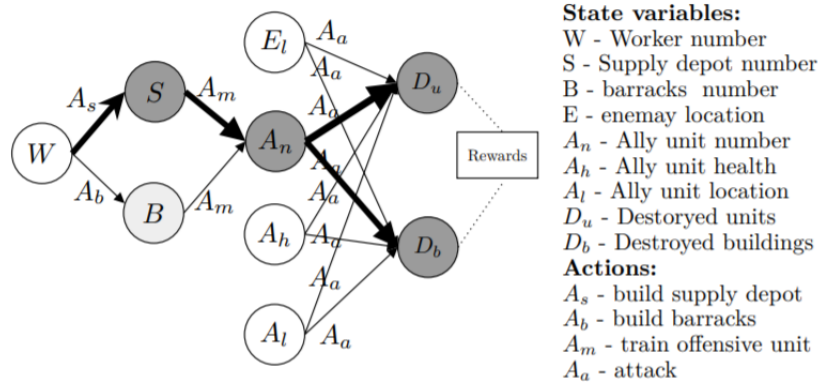 E_l
A_a
A_a
D_u
S
A_m
A_s
A_a
W
A_n
Rewards
A_b
A_a
B
A_m
A_a
A_h
A_a
D_b
A_a
A_l
A_a
State variables:
W - Worker number
S - Supply depot number
B - barracks number
E - enemay location
A_n - Ally unit number
A_h - Ally unit health
A_l - Ally unit location
D_u - Destoryed units
D_b - Destroyed buildings
Actions:
A_s - build supply depot
A_b - build barracks
A_m - train offensive unit
A_a - attack